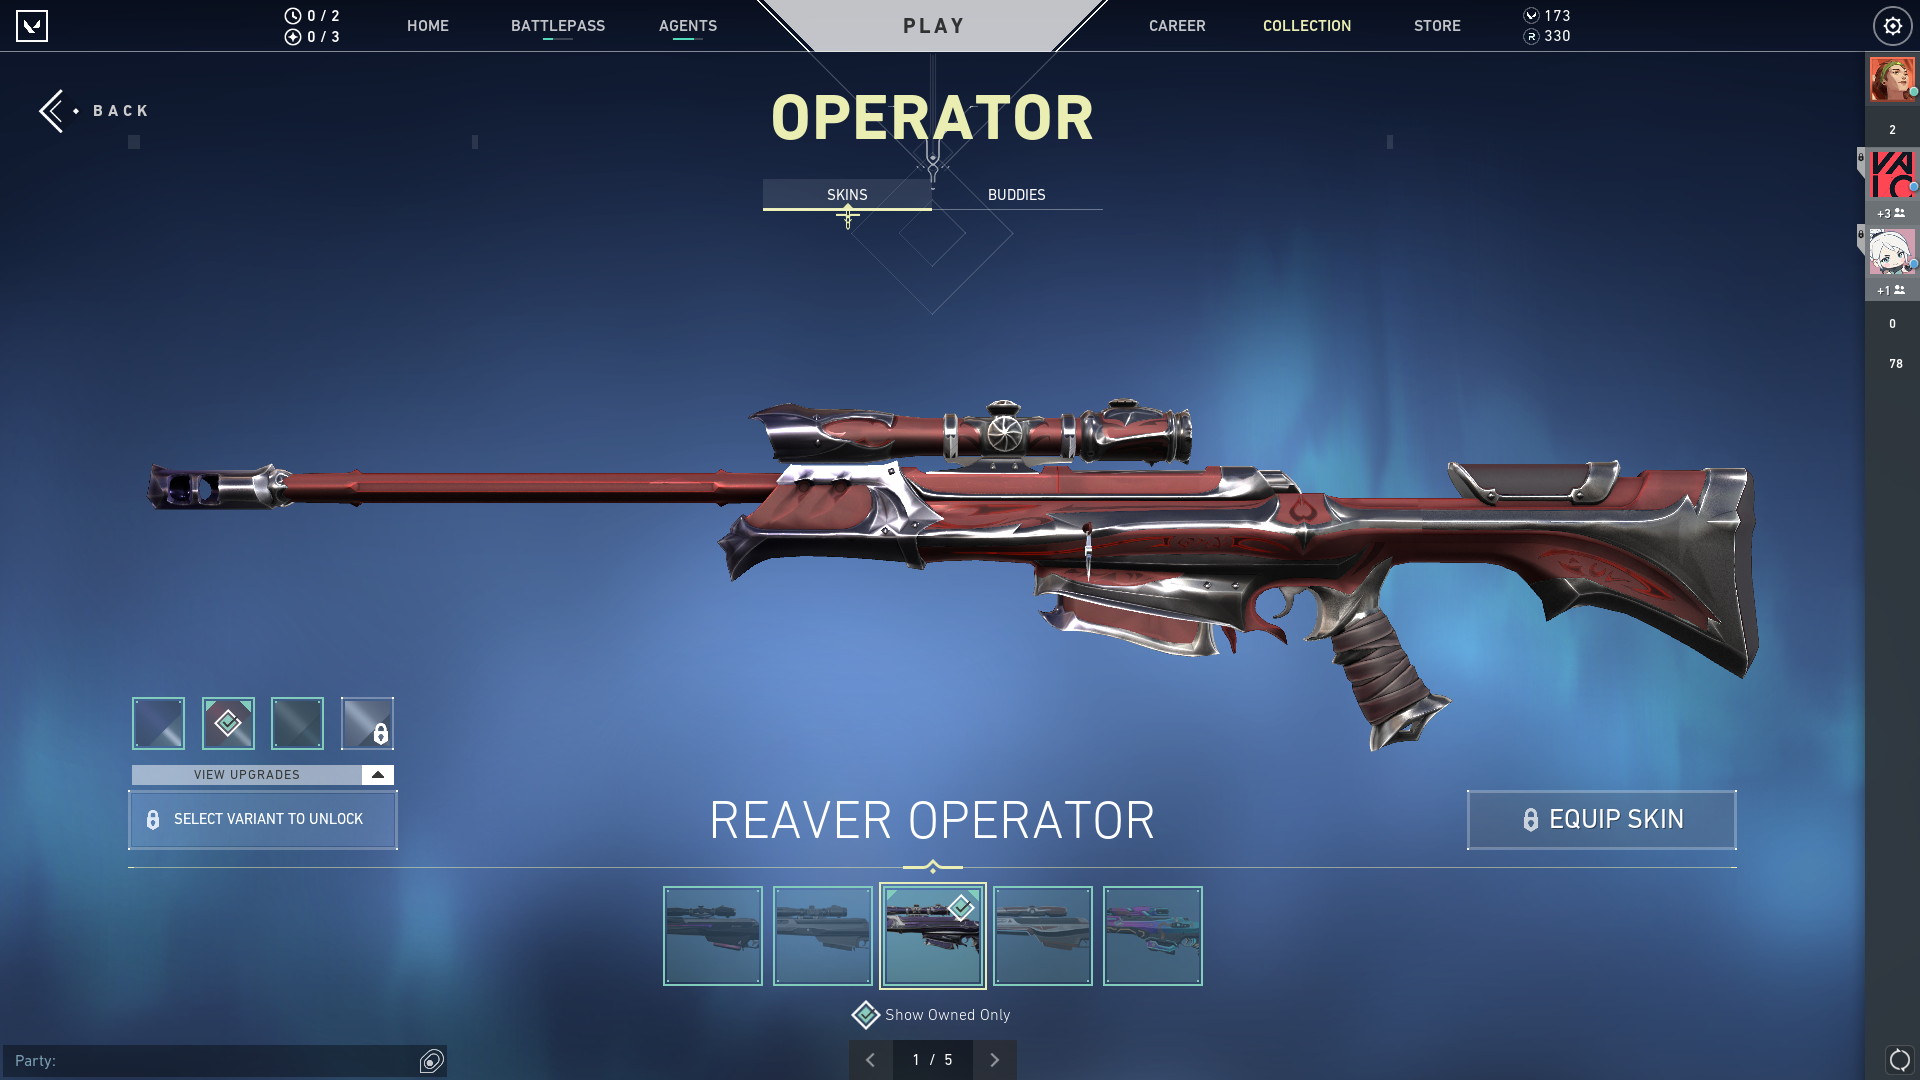 0 / 2
0 / 3
HOME
BATTLEPASS
AGENTS
PLAY
CAREER
COLLECTION
STORE
173
330
BACK
OPERATOR
SKINS
BUDDIES
2
+3
+1
0
78
VIEW UPGRADES
SELECT VARIANT TO UNLOCK
REAVER OPERATOR
EQUIP SKIN
Show Owned Only
Party:
1 / 5